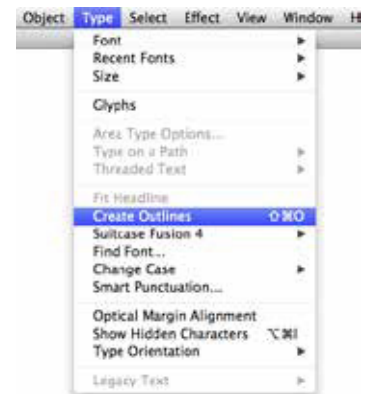 Object Type Select Effect View Window H
Font
Recent Fonts
Size
Glyphs
Area Type Options...
Type on a Path
Threaded Text
Fit Headline
Create Outlines ⇧⌘O
Suitcase Fusion 4
Find Font...
Change Case
Smart Punctuation...
Optical Margin Alignment
Show Hidden Characters ⌥⌘I
Type Orientation
Legacy Text